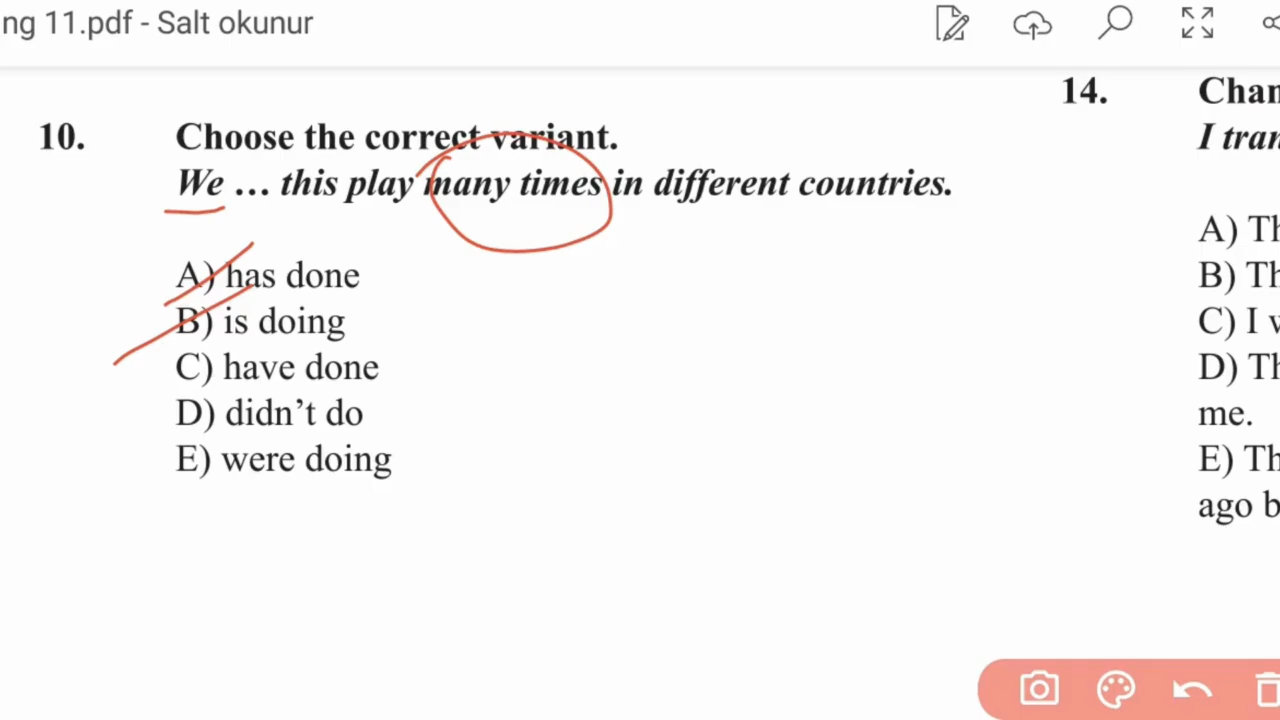 ng 11.pdf - Salt okunur
10. Choose the correct variant.
We ... this play many times in different countries.
A) has done
B) is doing
C) have done
D) didn't do
E) were doing
14. Chan
I tran
A) Th
B) Th
C) I w
D) Th
me.
E) Th
ago b